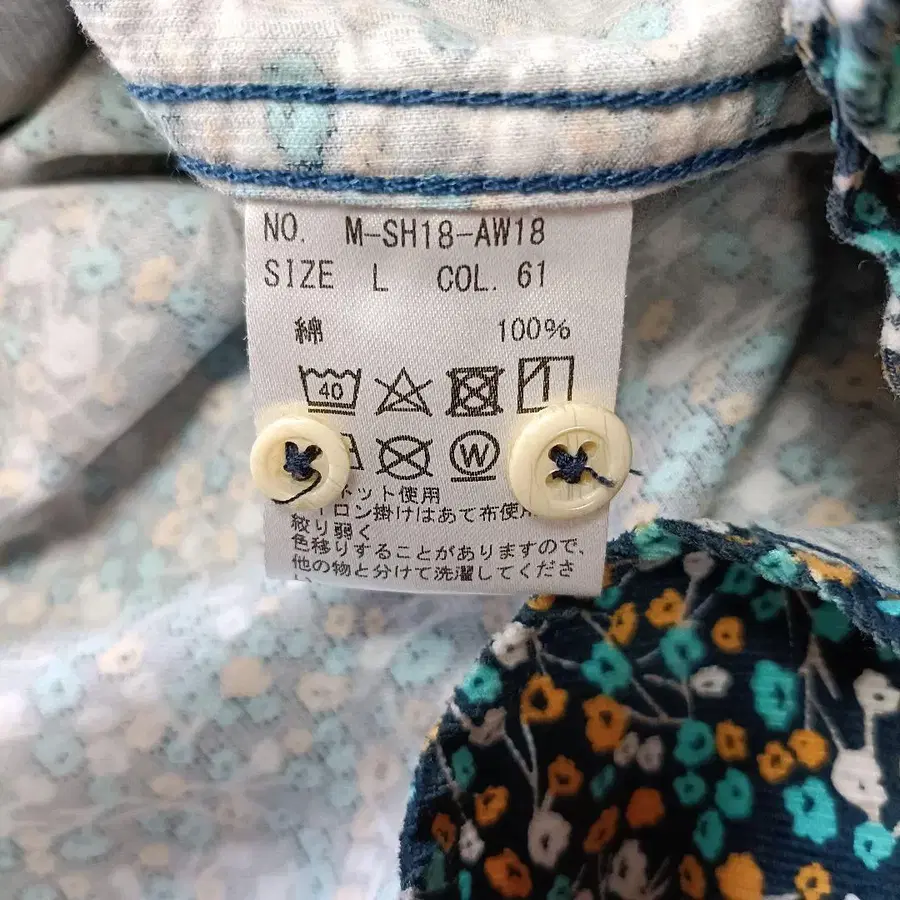 NO. M-SH18-AW18
SIZE L COL. 61
綿 100%
40
W
ット使用
ロン掛けはあて布使用
絞り弱く
色移りすることがありますので、
他の物と分けて洗濯してくださ
い